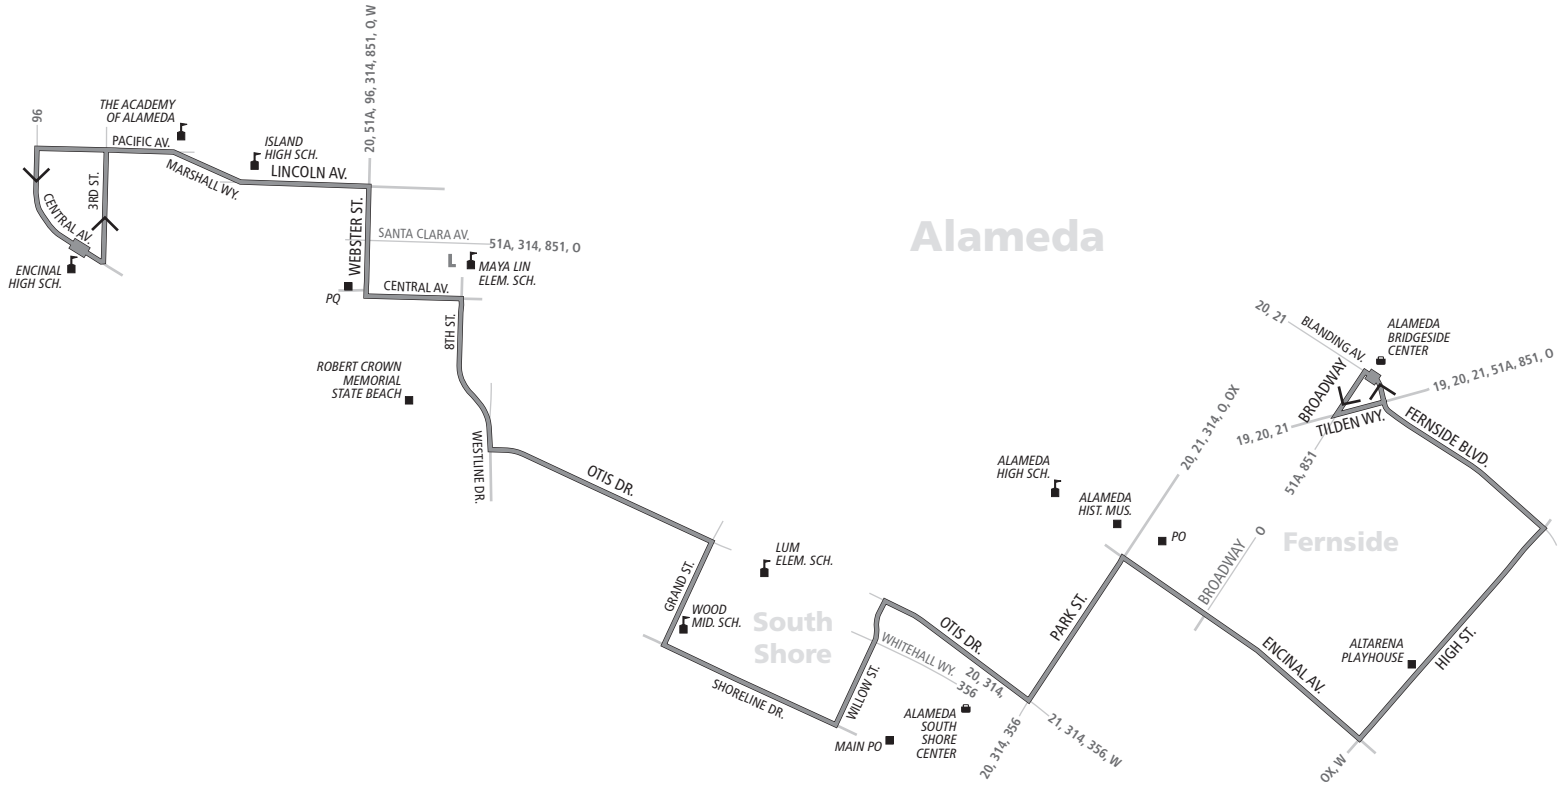 20, 51A, 96, 314, 851, O, W
96
THE ACADEMY
OF ALAMEDA
PACIFIC AV.
ISLAND
HIGH SCH.
MARSHALL WY.
LINCOLN AV.
3RD ST.
CENTRAL AV.
ENCINAL
HIGH SCH.
WEBSTER ST.
SANTA CLARA AV.
51A, 314, 851, O
L
MAYA LIN
ELEM. SCH.
PQ
CENTRAL AV.
8TH ST.
ROBERT CROWN
MEMORIAL
STATE BEACH
WESTLINE DR.
OTIS DR.
Alameda
GRAND ST.
LUM
ELEM. SCH.
WOOD
MID. SCH.
South
Shore
SHORELINE DR.
WILLOW ST.
WHITEHALL WY.
356
OTIS DR.
20, 314,
21, 314, 356, W
20, 314, 356
ALAMEDA
SOUTH
SHORE
CENTER
MAIN PO
PARK ST.
ALAMEDA
HIGH SCH.
ALAMEDA
HIST. MUS.
PO
20, 21, 314, O, OX
BROADWAY
O
Fernside
ENCINAL AV.
ALTARENA
PLAYHOUSE
HIGH ST.
OX, W
20, 21
BLANDING AV.
ALAMEDA
BRIDGESIDE
CENTER
BROADWAY
19, 20, 21, 51A, 851, O
19, 20, 21
TILDEN WY.
51A, 851
FERNSIDE BLVD.